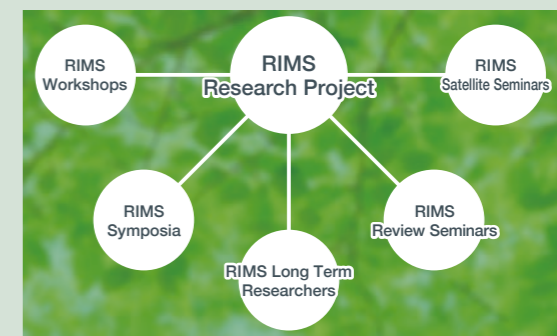 RIMS
Workshops
RIMS
Research Project
RIMS
Satellite Seminars
RIMS
Symposia
RIMS Long Term
Researchers
RIMS
Review Seminars